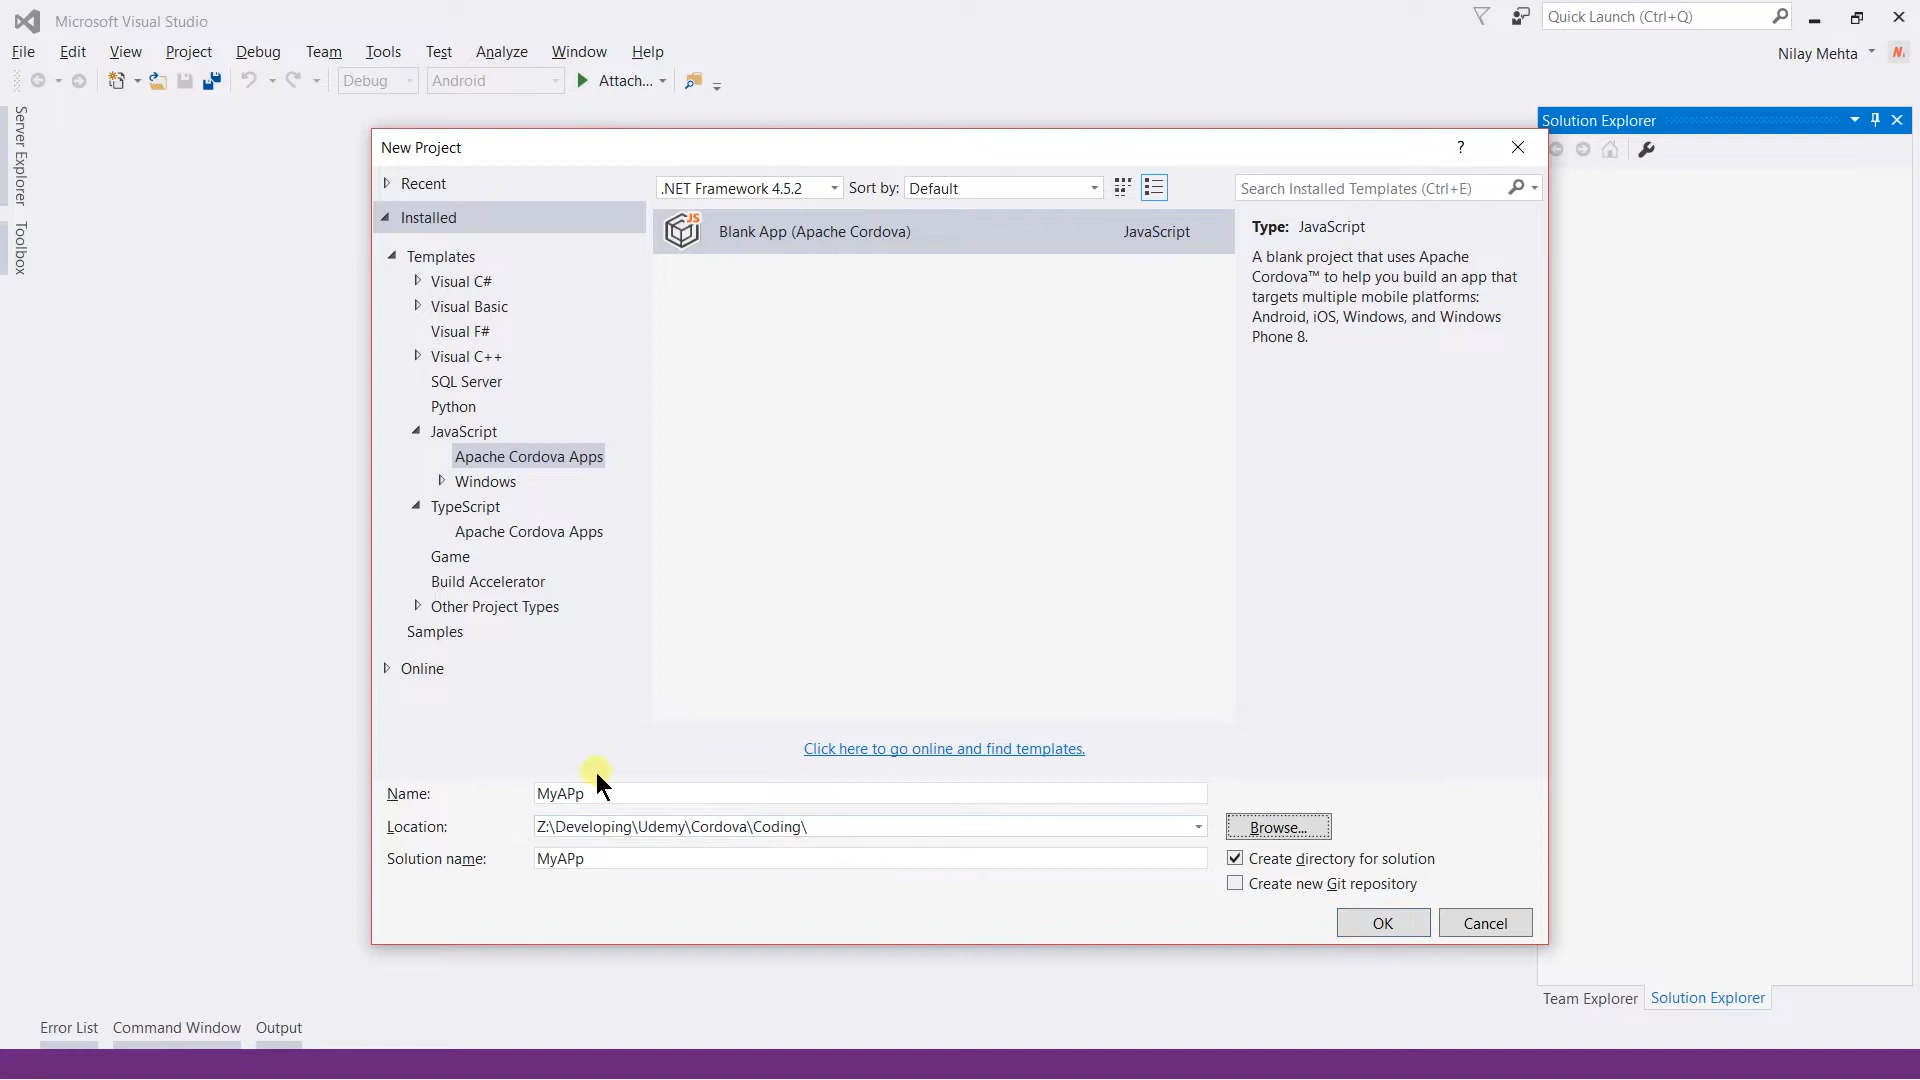 Microsoft Visual Studio
Quick Launch (Ctrl+Q)
File Edit View Project Debug Team Tools Test Analyze Window Help
Nilay Mehta
N.
Debug Android Attach...
Server Explorer
Toolbox
Solution Explorer
New Project
?
Recent
.NET Framework 4.5.2 Sort by: Default
Search Installed Templates (Ctrl+E)
Installed
JS
Blank App (Apache Cordova) JavaScript
Type: JavaScript
A blank project that uses Apache
Cordova™ to help you build an app that
targets multiple mobile platforms:
Android, iOS, Windows, and Windows
Phone 8.
Templates
Visual C#
Visual Basic
Visual F#
Visual C++
SQL Server
Python
JavaScript
Apache Cordova Apps
Windows
TypeScript
Apache Cordova Apps
Game
Build Accelerator
Other Project Types
Samples
Online
Click here to go online and find templates.
Name: MyAPp
Location: Z:\Developing\Udemy\Cordova\Coding\ Browse...
Solution name: MyAPp
Create directory for solution
Create new Git repository
OK Cancel
Team Explorer Solution Explorer
Error List Command Window Output